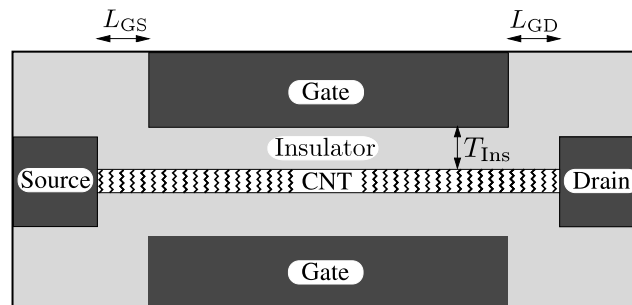 L_GS
L_GD
Gate
Insulator
T_Ins
Source
CNT
Drain
Gate